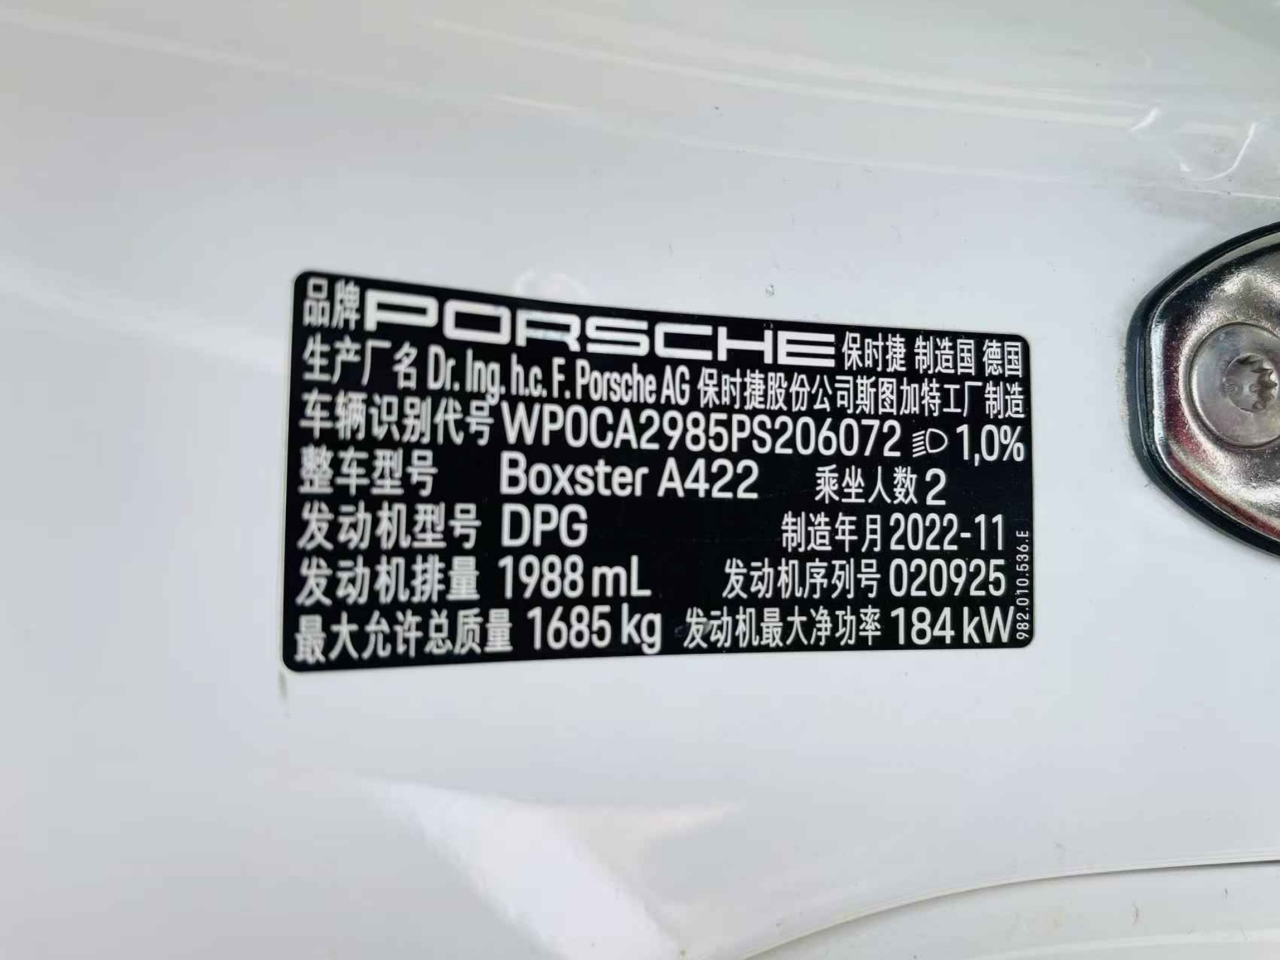 品牌 PORSCHE 保时捷 制造国 德国
生产厂名 Dr. Ing. h.c. F. Porsche AG 保时捷股份公司斯图加特工厂制造
车辆识别代号 WP0CA2985PS206072 1,0%
整车型号 Boxster A422 乘坐人数 2
发动机型号 DPG 制造年月 2022-11
发动机排量 1988 mL 发动机序列号 020925
最大允许总质量 1685 kg 发动机最大净功率 184 kW
982.010.536.E